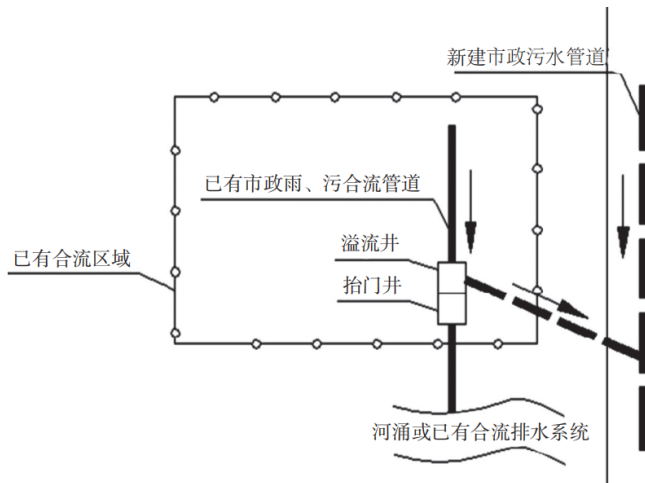 新建市政污水管道
已有市政雨、污合流管道
溢流井
已有合流区域
抬门井
河涌或已有合流排水系统